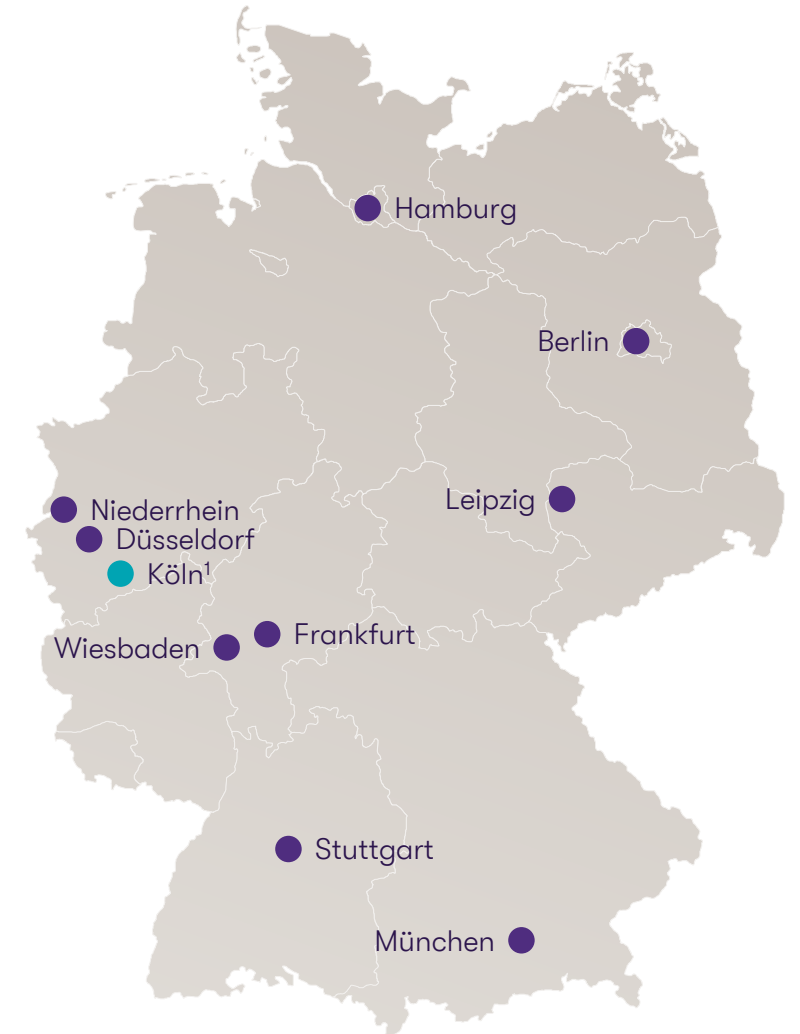 Hamburg
Berlin
Leipzig
Niederrhein
Düsseldorf
Köln¹
Frankfurt
Wiesbaden
Stuttgart
München